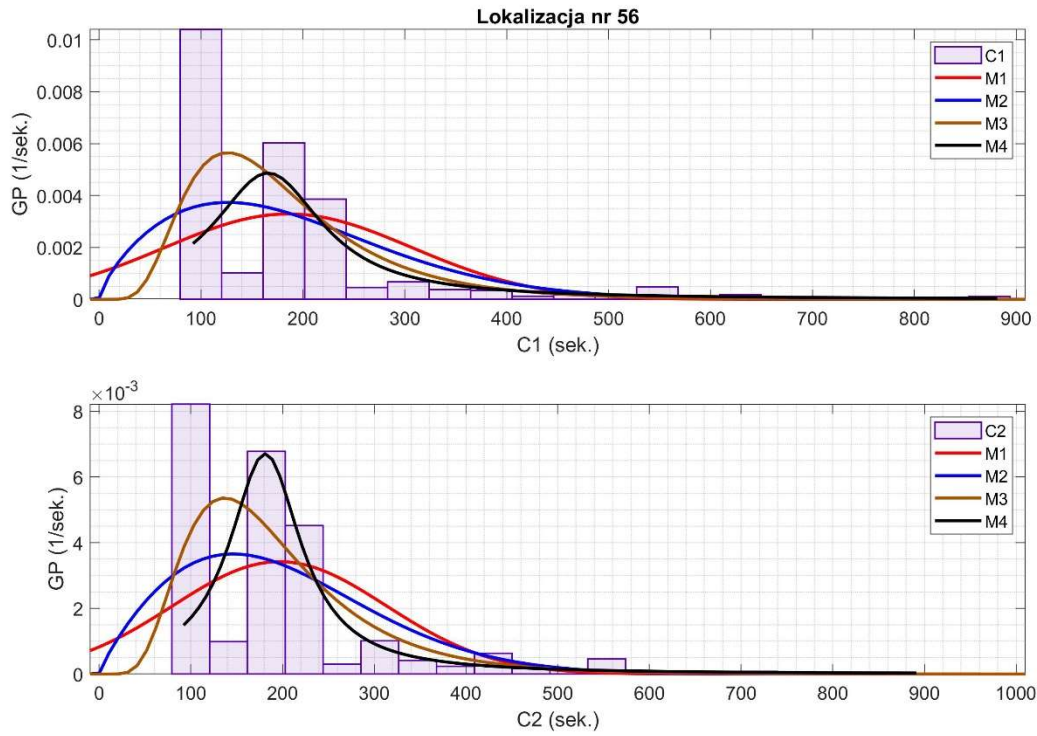 Lokalizacja nr 56
0.01
0.008
0.006
0.004
0.002
0
GP (1/sek.)
0 100 200 300 400 500 600 700 800 900
C1 (sek.)
C1
M1
M2
M3
M4
×10⁻³
8
6
4
2
0
GP (1/sek.)
0 100 200 300 400 500 600 700 800 900 1000
C2 (sek.)
C2
M1
M2
M3
M4